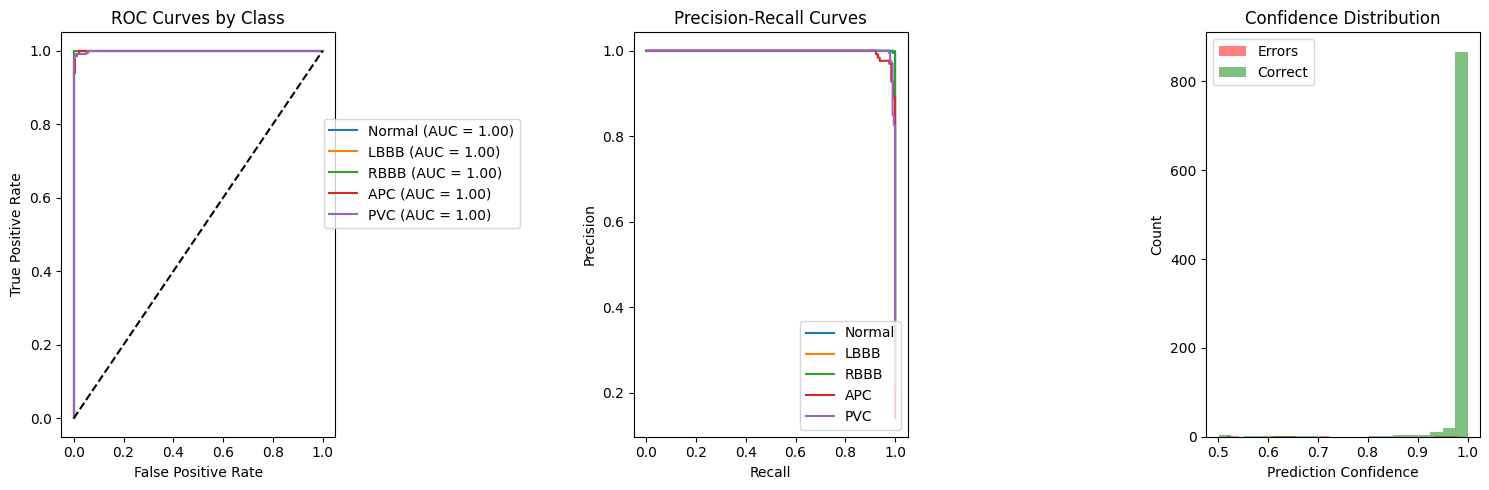 ROC Curves by Class
1.0
0.8
0.6
0.4
0.2
0.0
True Positive Rate
0.0 0.2 0.4 0.6 0.8 1.0
False Positive Rate
Normal (AUC = 1.00)
LBBB (AUC = 1.00)
RBBB (AUC = 1.00)
APC (AUC = 1.00)
PVC (AUC = 1.00)
Precision-Recall Curves
1.0
0.8
0.6
0.4
0.2
Precision
0.0 0.2 0.4 0.6 0.8 1.0
Recall
Normal
LBBB
RBBB
APC
PVC
Confidence Distribution
Errors
Correct
800
600
400
200
0
Count
0.5 0.6 0.7 0.8 0.9 1.0
Prediction Confidence